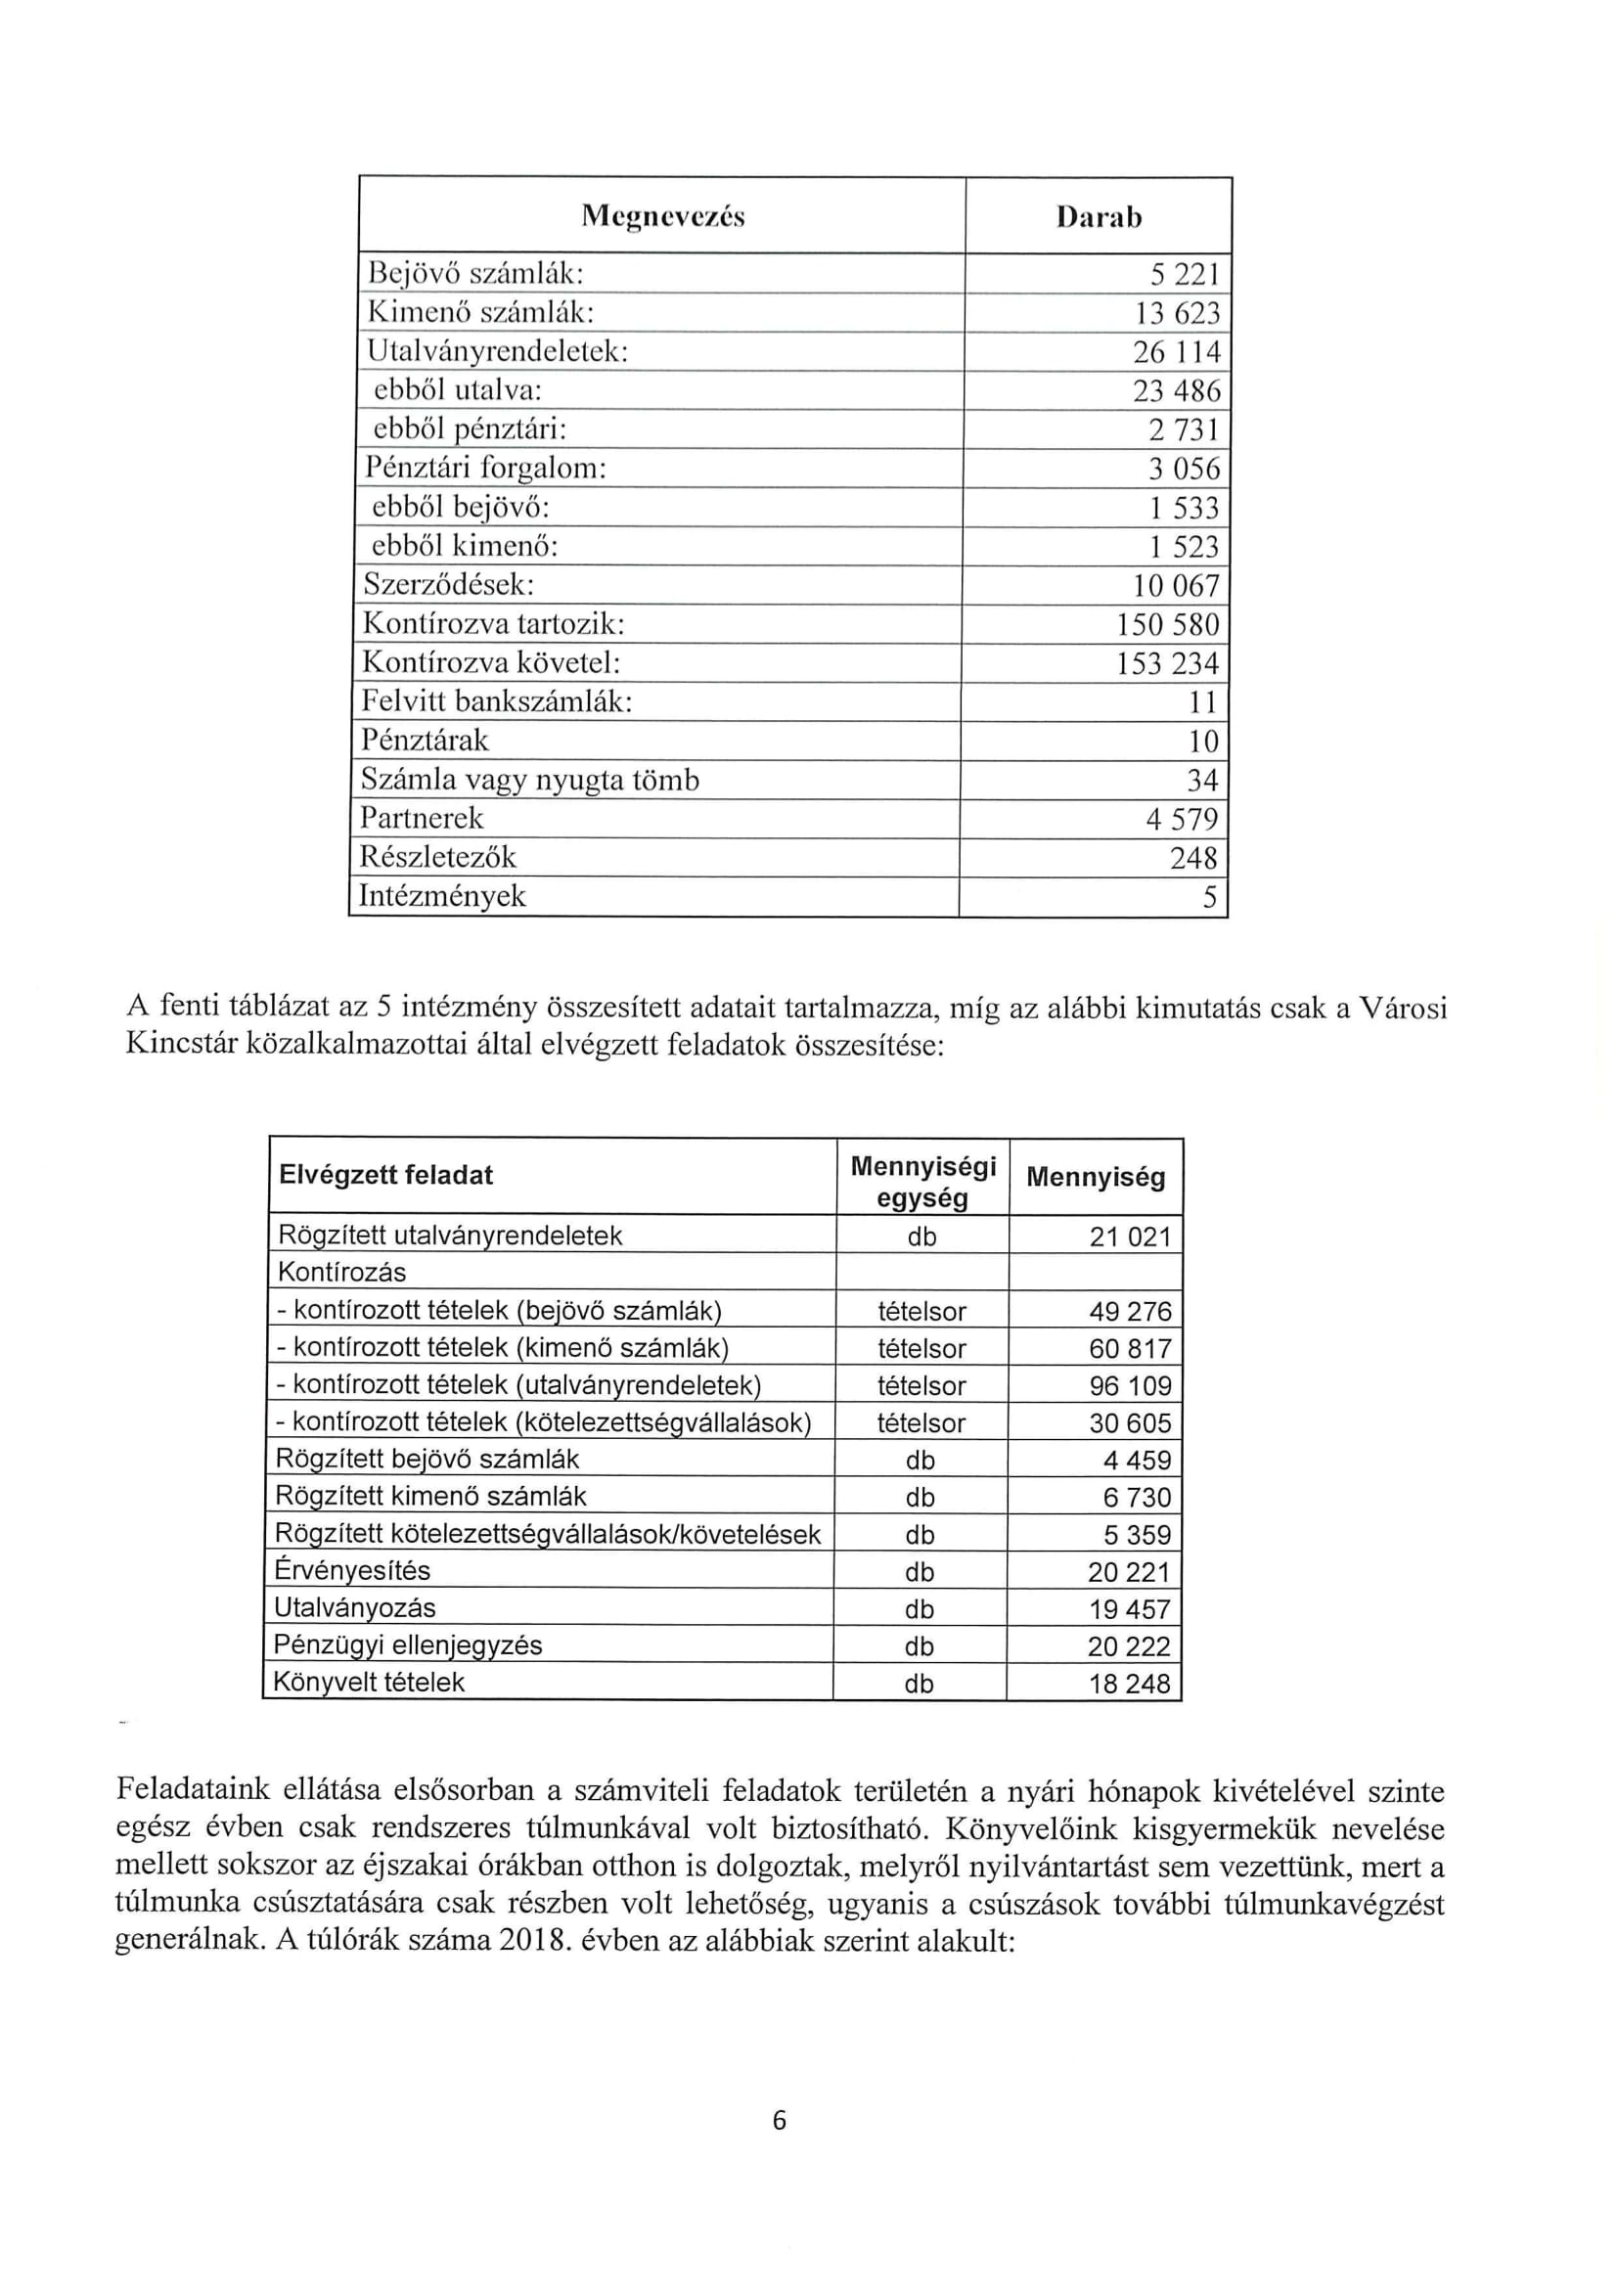 Megnevezés Darab
Bejövő számlák: 5 221
Kimenő számlák: 13 623
Utalványrendeletek: 26 114
ebből utalva: 23 486
ebből pénztári: 2 731
Pénztári forgalom: 3 056
ebből bejövő: 1 533
ebből kimenő: 1 523
Szerződések: 10 067
Kontírozva tartozik: 150 580
Kontírozva követel: 153 234
Felvitt bankszámlák: 11
Pénztárak 10
Számla vagy nyugta tömb 34
Partnerek 4 579
Részletezők 248
Intézmények 5
A fenti táblázat az 5 intézmény összesített adatait tartalmazza, míg az alábbi kimutatás csak a Városi
Kincstár közalkalmazottai által elvégzett feladatok összesítése:
Elvégzett feladat Mennyiségi egység Mennyiség
Rögzített utalványrendeletek db 21 021
Kontírozás
- kontírozott tételek (bejövő számlák) tételsor 49 276
- kontírozott tételek (kimenő számlák) tételsor 60 817
- kontírozott tételek (utalványrendeletek) tételsor 96 109
- kontírozott tételek (kötelezettségvállalások) tételsor 30 605
Rögzített bejövő számlák db 4 459
Rögzített kimenő számlák db 6 730
Rögzített kötelezettségvállalások/követelések db 5 359
Érvényesítés db 20 221
Utalványozás db 19 457
Pénzügyi ellenjegyzés db 20 222
Könyvelt tételek db 18 248
Feladataink ellátása elsősorban a számviteli feladatok területén a nyári hónapok kivételével szinte
egész évben csak rendszeres túlmunkával volt biztosítható. Könyvelőink kisgyermekük nevelése
mellett sokszor az éjszakai órákban otthon is dolgoztak, melyről nyilvántartást sem vezettünk, mert a
túlmunka csúsztatására csak részben volt lehetőség, ugyanis a csúszások további túlmunkavégzést
generálnak. A túlórák száma 2018. évben az alábbiak szerint alakult:
6